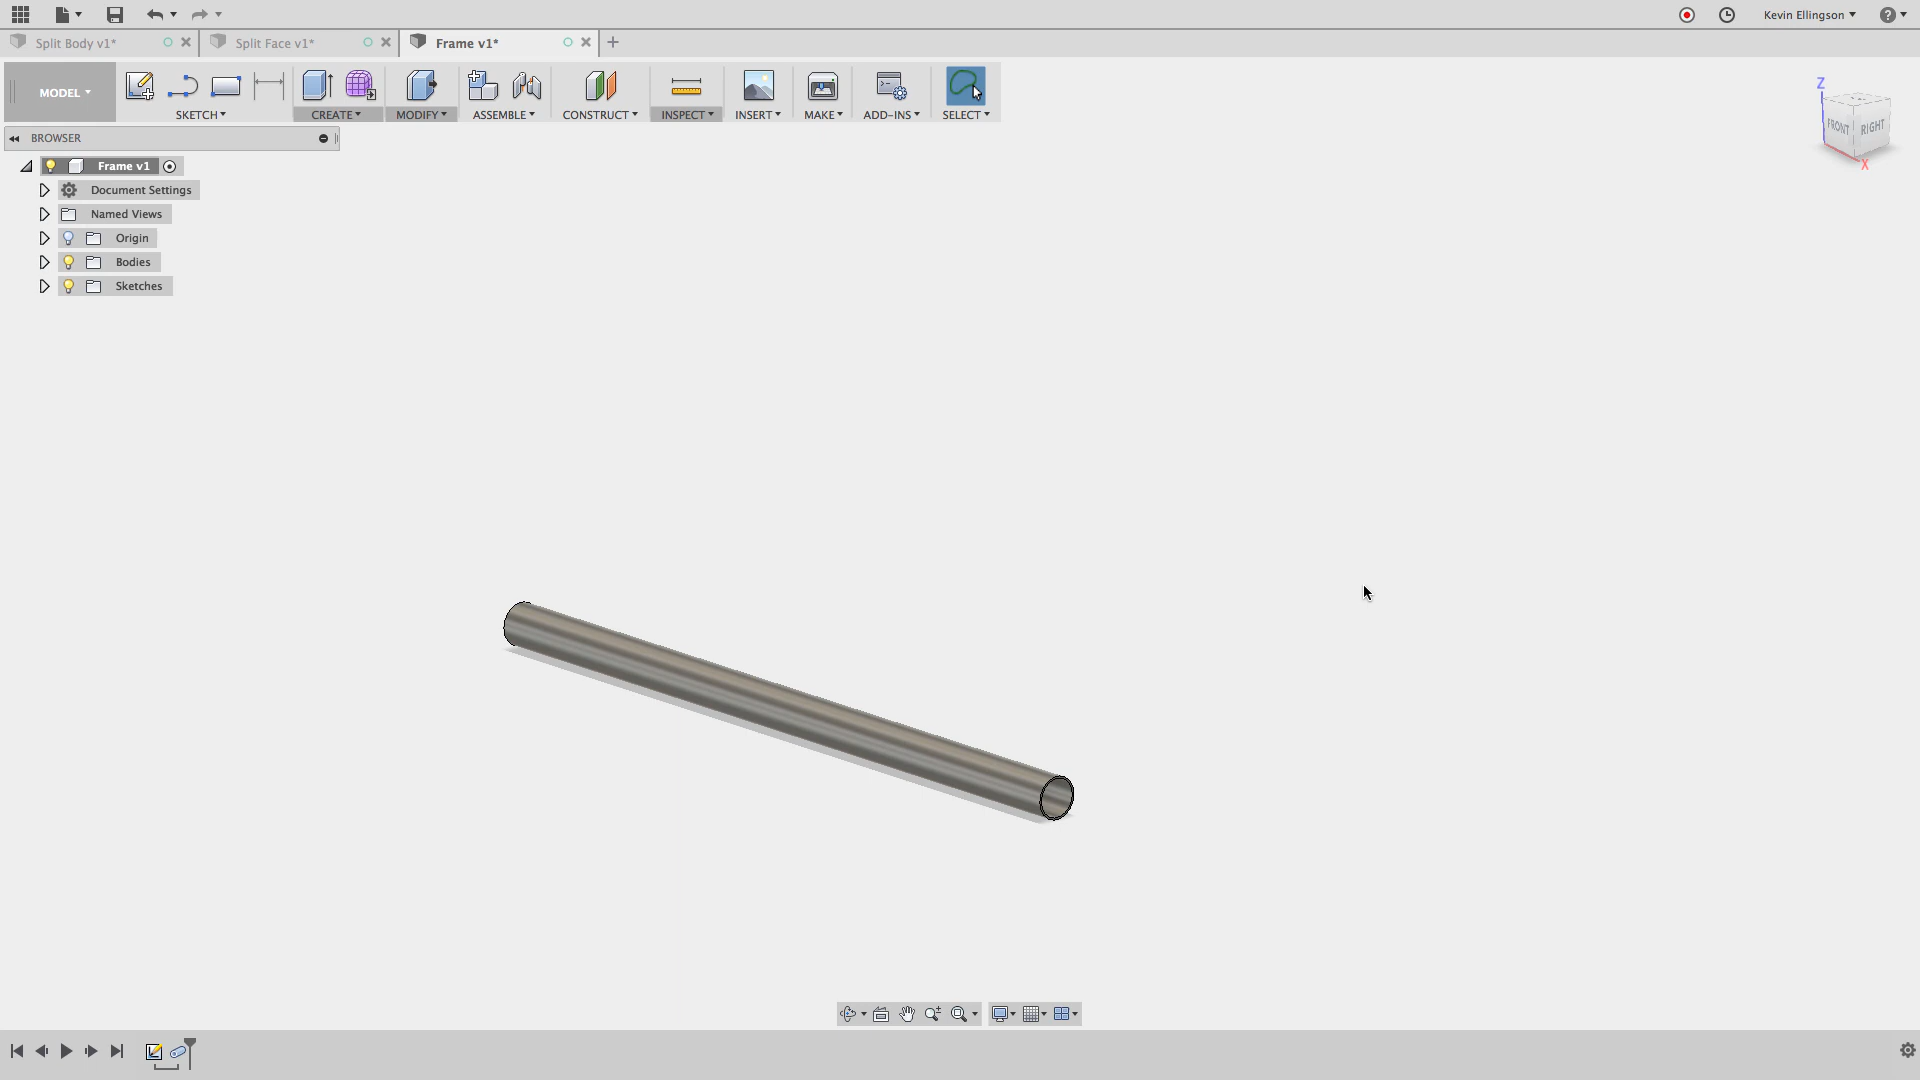 Kevin Ellingson
Split Body v1*
Split Face v1*
Frame v1*
MODEL
SKETCH
CREATE
MODIFY
ASSEMBLE
CONSTRUCT
INSPECT
INSERT
MAKE
ADD-INS
SELECT
Z
FRONT
RIGHT
X
BROWSER
Frame v1
Document Settings
Named Views
Origin
Bodies
Sketches